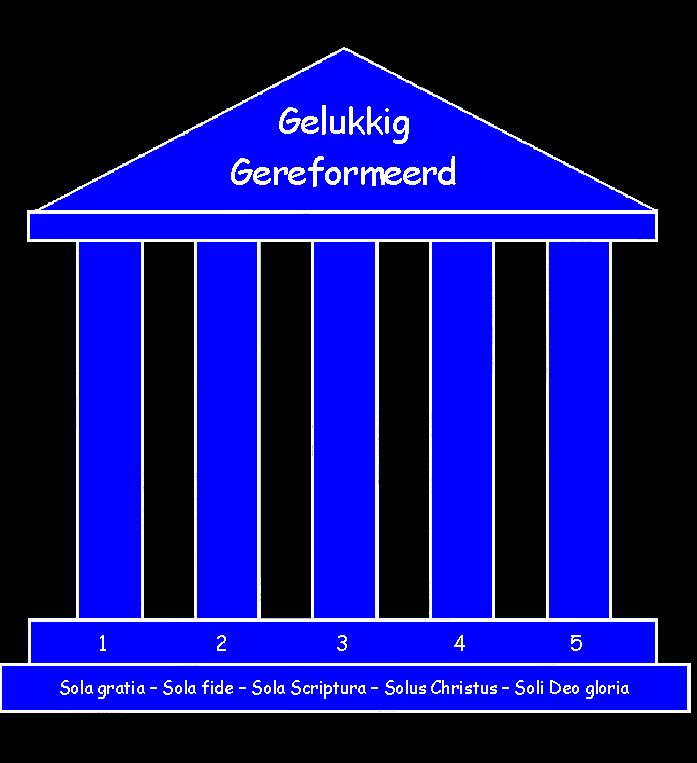 Gelukkig
Gereformeerd
1 2 3 4 5
Sola gratia – Sola fide – Sola Scriptura – Solus Christus – Soli Deo gloria